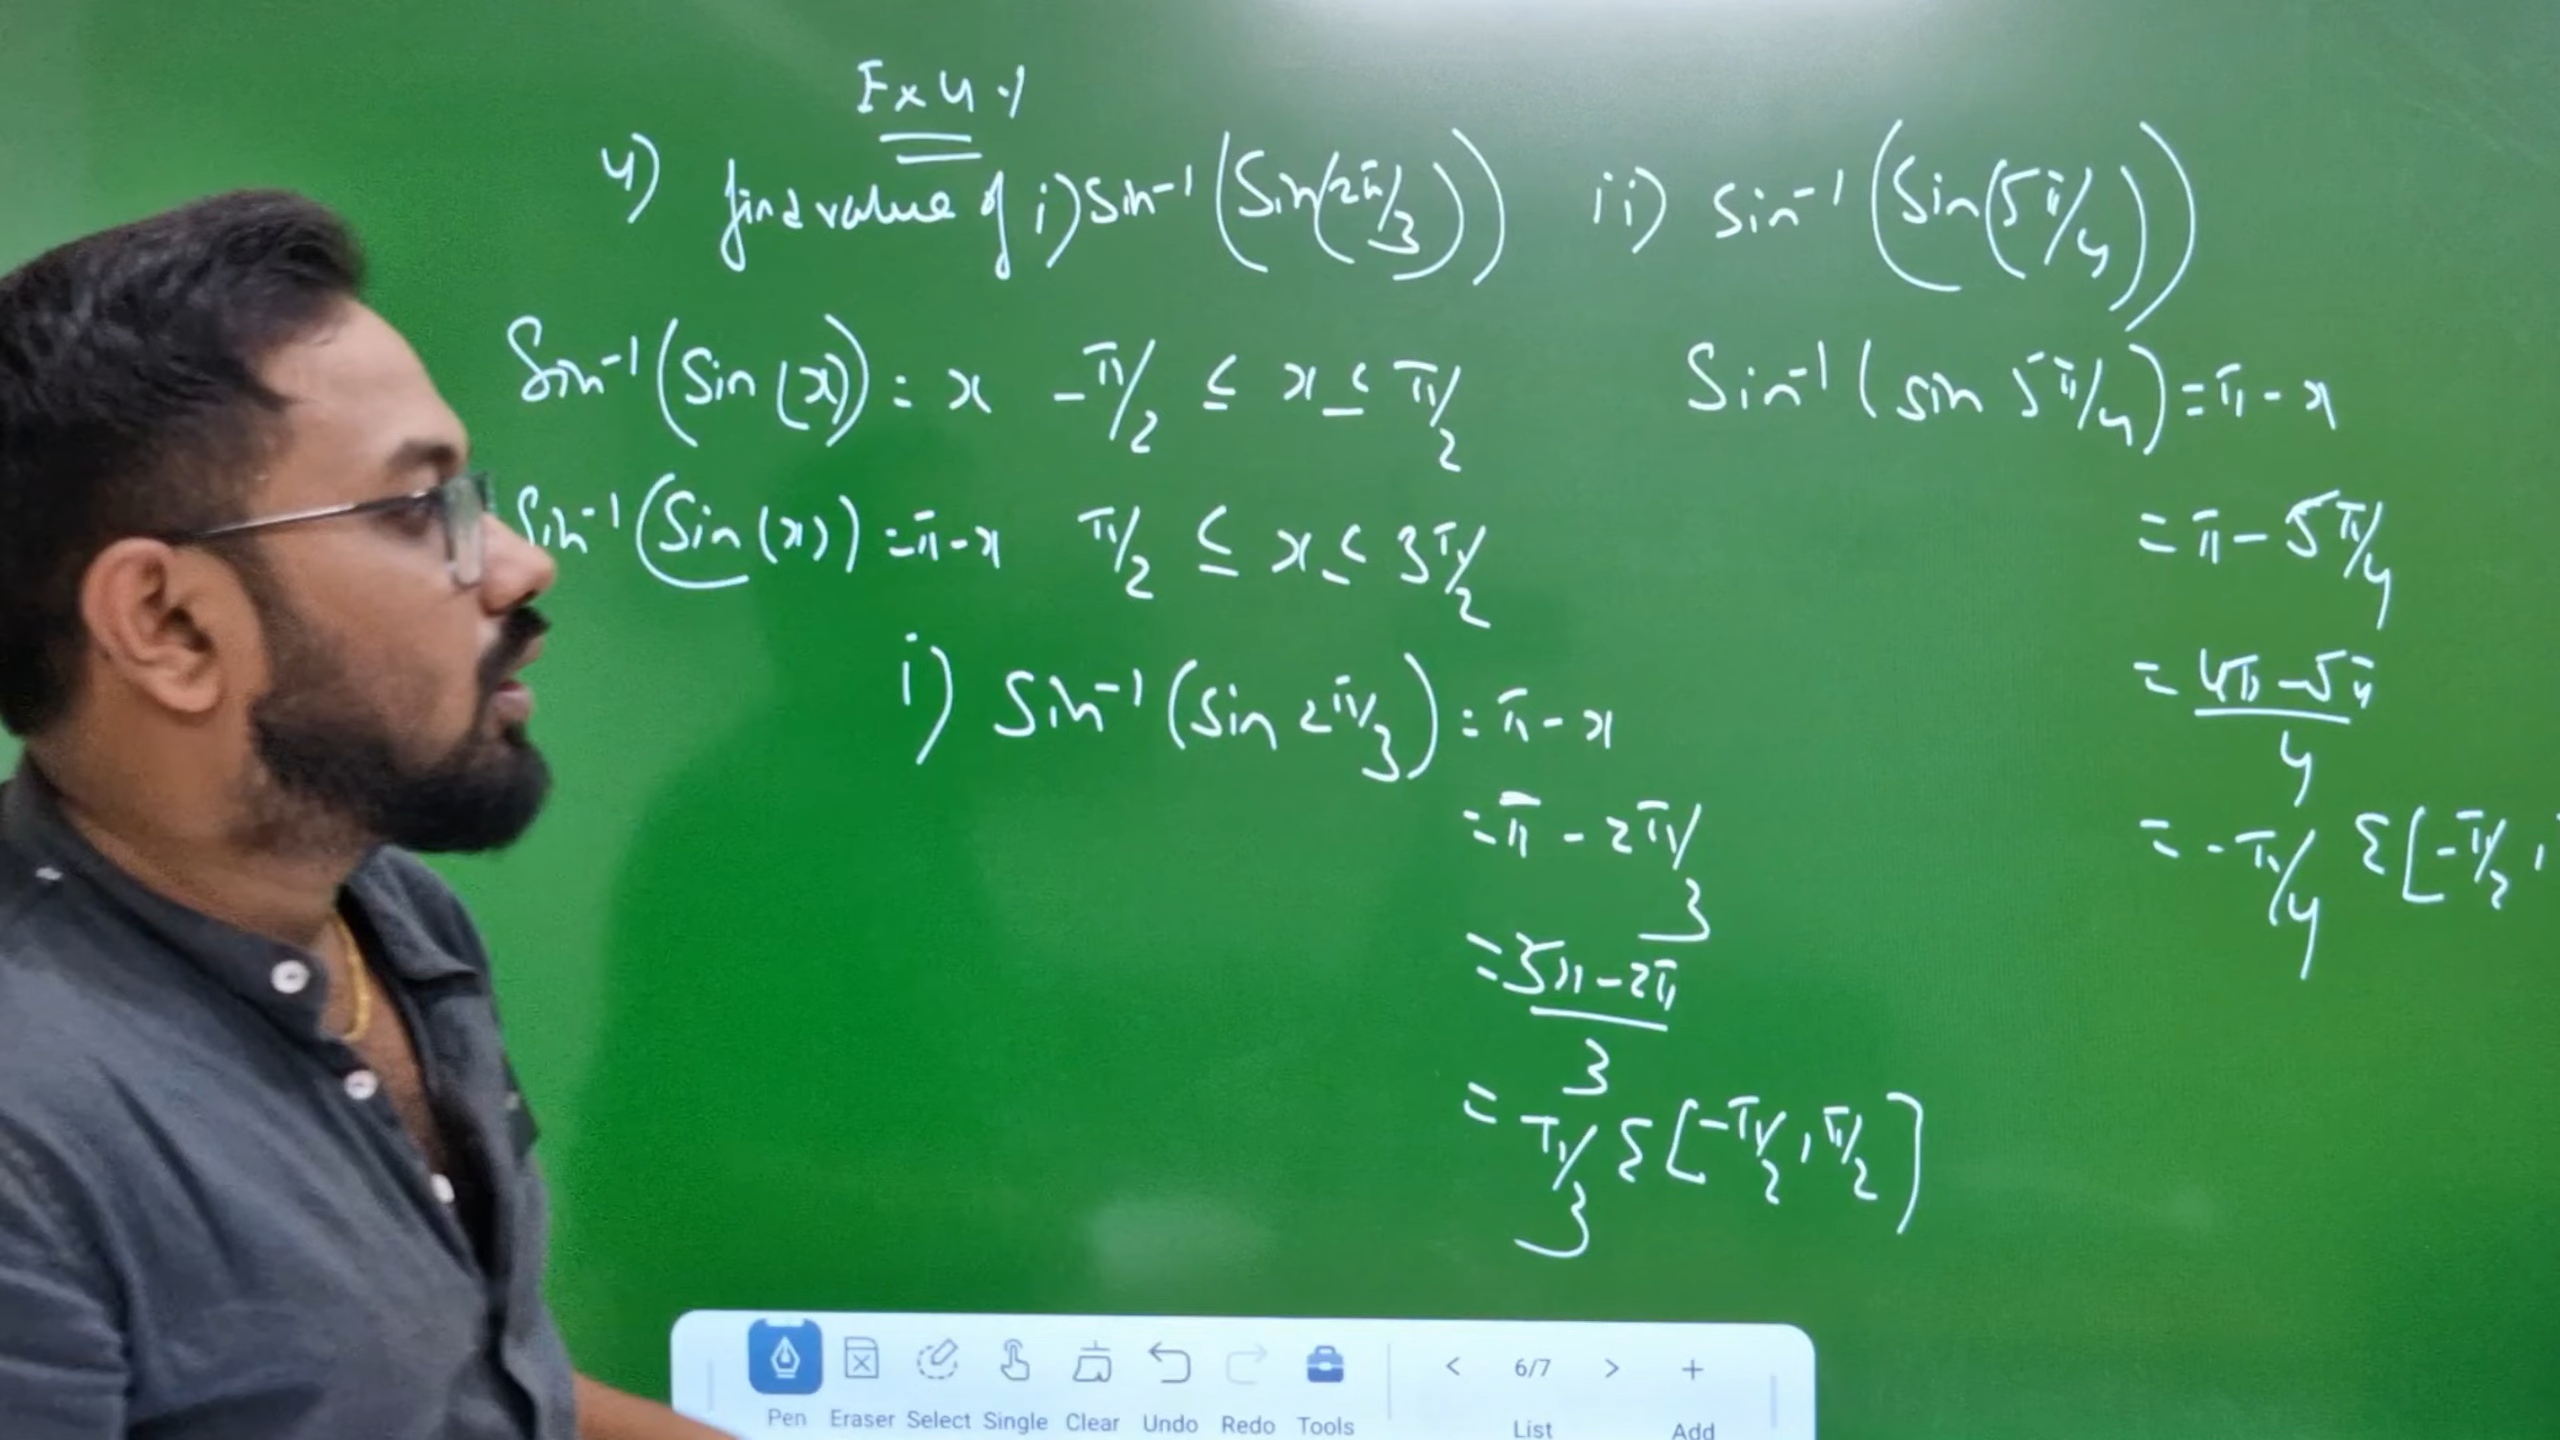 Ex 4.1
4) find value of i) Sin⁻¹(Sin(2π/3)) ii) Sin⁻¹(Sin(5π/4))
Sin⁻¹(Sin(x)) = x -π/2 ≤ x ≤ π/2
Sin⁻¹(Sin(x)) = π-x π/2 ≤ x ≤ 3π/2
i) Sin⁻¹(Sin 2π/3) = π-x
= π - 2π/3
= 3π-2π/3
= π/3 ε [-π/2, π/2]
Sin⁻¹(Sin 5π/4) = π-x
= π - 5π/4
= 4π-5π/4
= -π/4 ε [-π/2,
Pen Eraser Select Single Clear Undo Redo Tools < 6/7 > List + Add